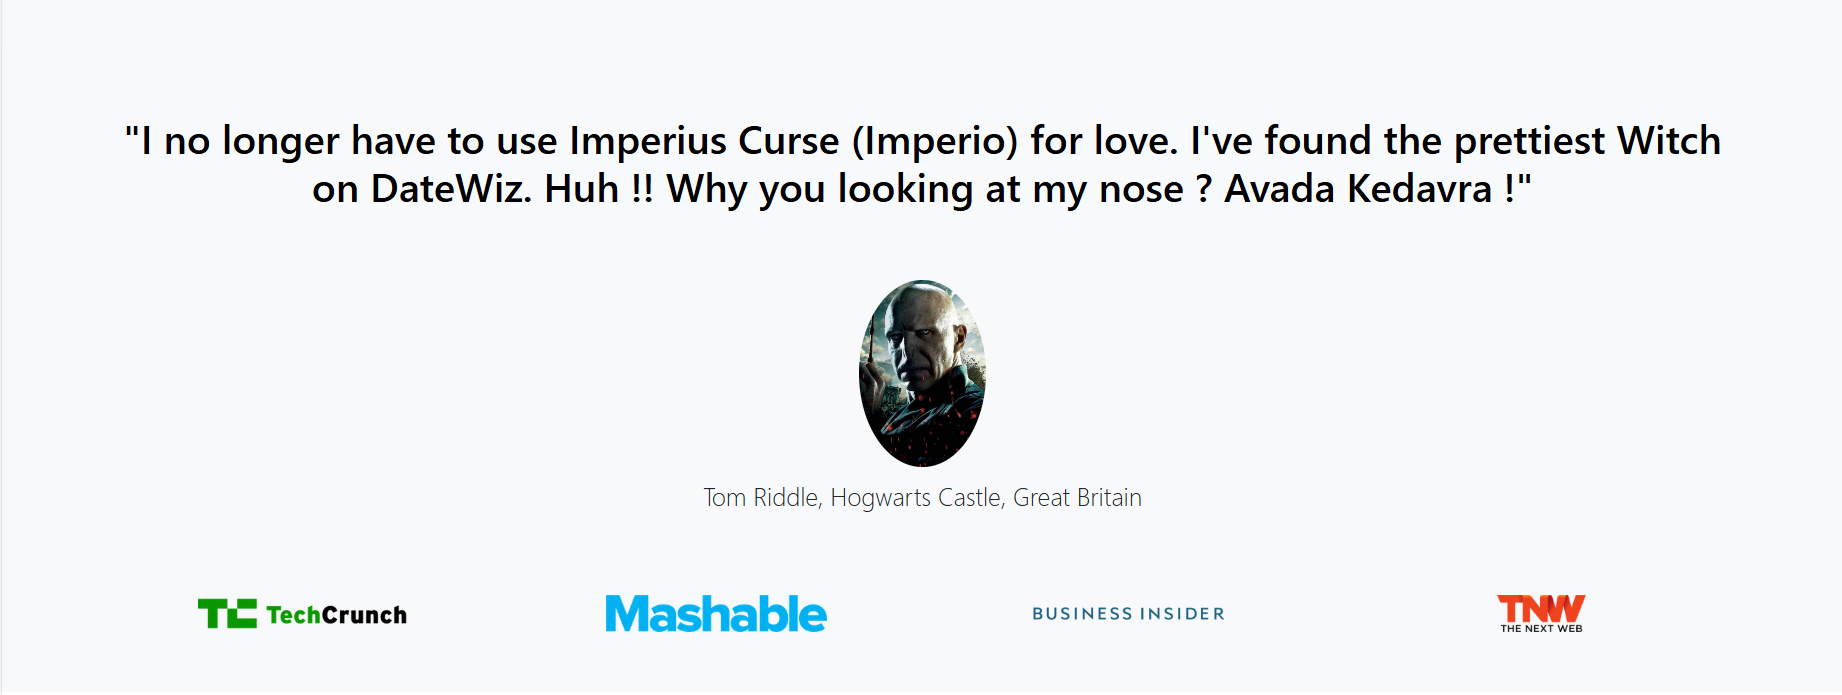 "I no longer have to use Imperius Curse (Imperio) for love. I've found the prettiest Witch
on DateWiz. Huh !! Why you looking at my nose ? Avada Kedavra !"
Tom Riddle, Hogwarts Castle, Great Britain
TC TechCrunch
Mashable
BUSINESS INSIDER
TNW
THE NEXT WEB